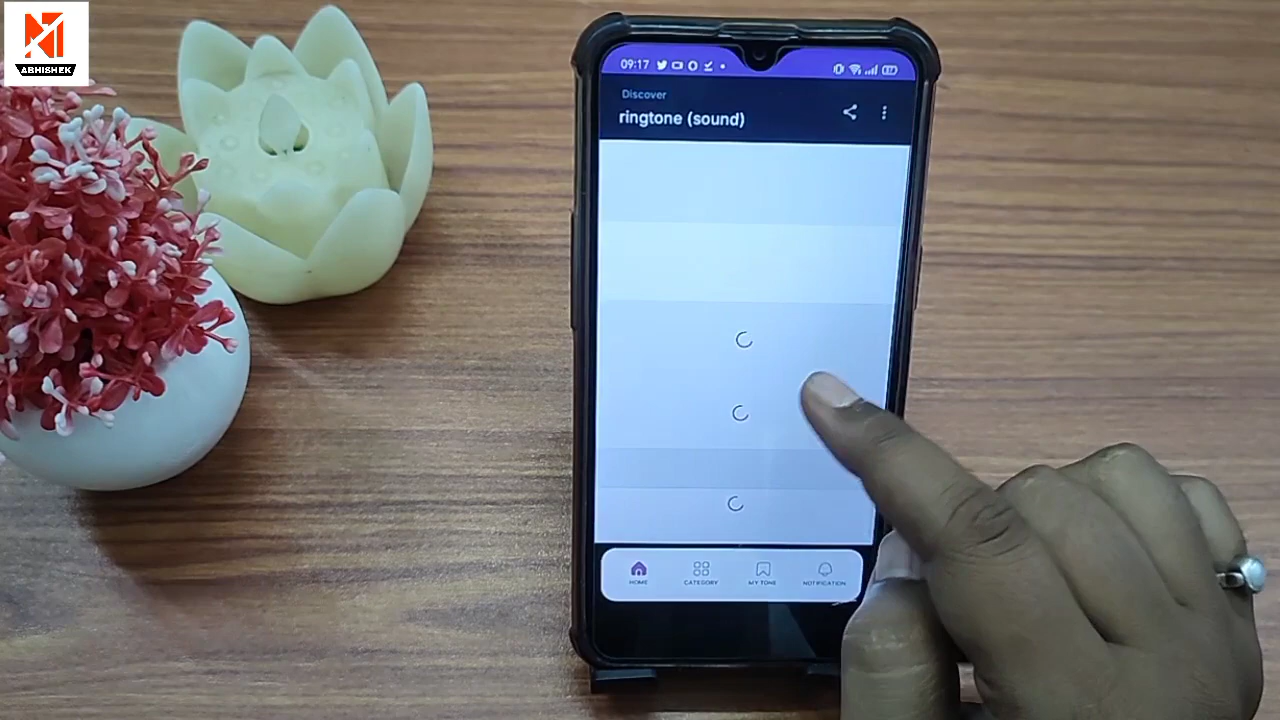 ABHISHEK
09:17
Discover
ringtone (sound)
HOME
CATEGORY
MY TONE
NOTIFICATION